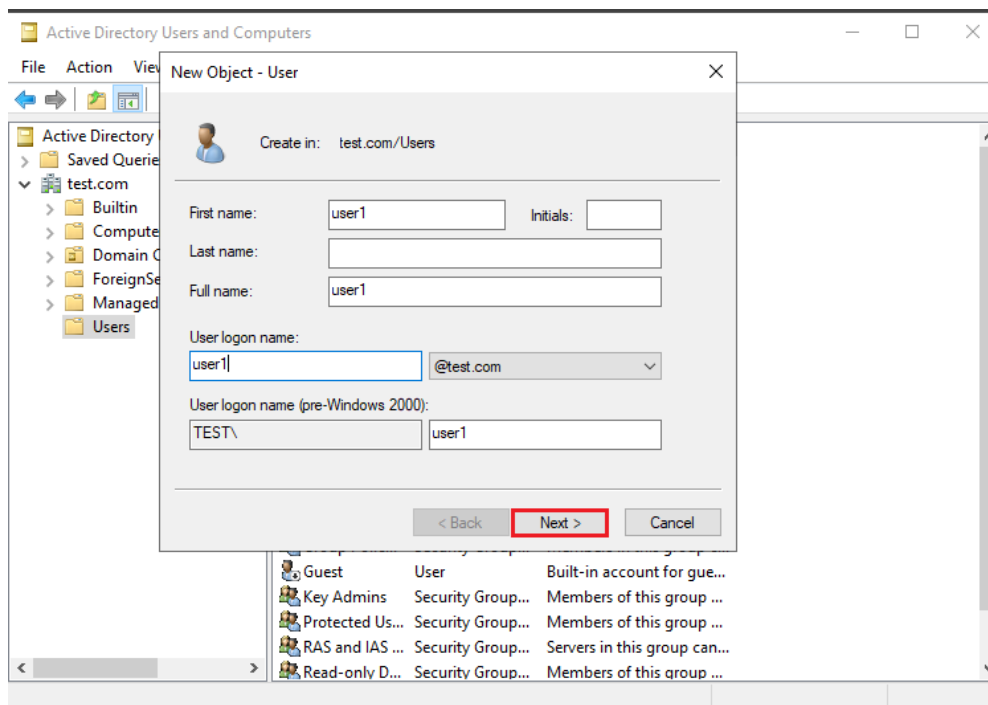 Active Directory Users and Computers
File Action View
New Object - User
Create in: test.com/Users
First name: user1 Initials:
Last name:
Full name: user1
User logon name:
user1 @test.com
User logon name (pre-Windows 2000):
TEST\ user1
< Back Next > Cancel
Active Directory
Saved Querie
test.com
Builtin
Compute
Domain C
ForeignSe
Managed
Users
Guest User Built-in account for gue...
Key Admins Security Group... Members of this group ...
Protected Us... Security Group... Members of this group ...
RAS and IAS ... Security Group... Servers in this group can...
Read-only D... Security Group... Members of this group ...